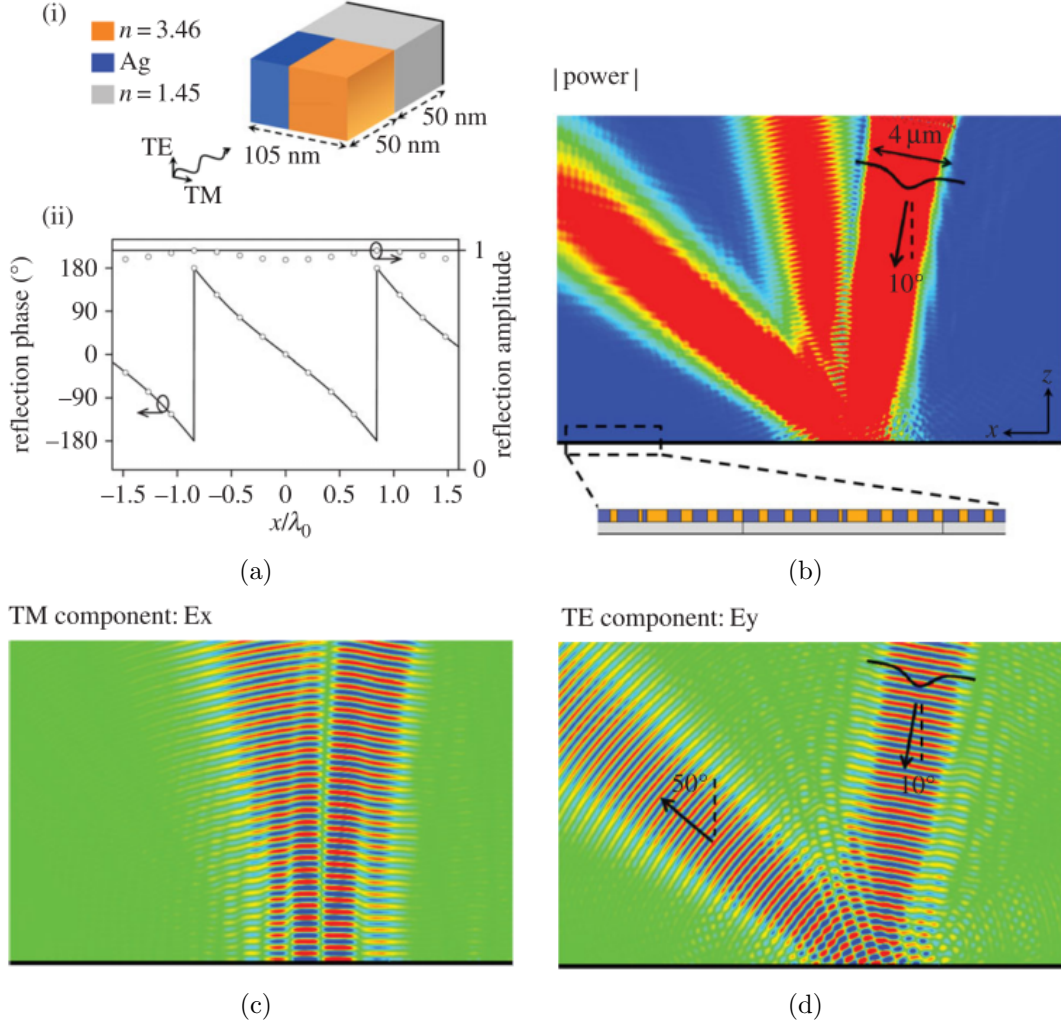 (i)
n = 3.46
Ag
n = 1.45
50 nm
50 nm
105 nm
TE
TM
(ii)
reflection phase (°)
180
90
0
−90
−180
1
0
reflection amplitude
−1.5 −1.0 −0.5 0 0.5 1.0 1.5
x/λ₀
(a)
| power |
4 μm
10°
z
x
(b)
TM component: Ex
(c)
TE component: Ey
50°
10°
(d)